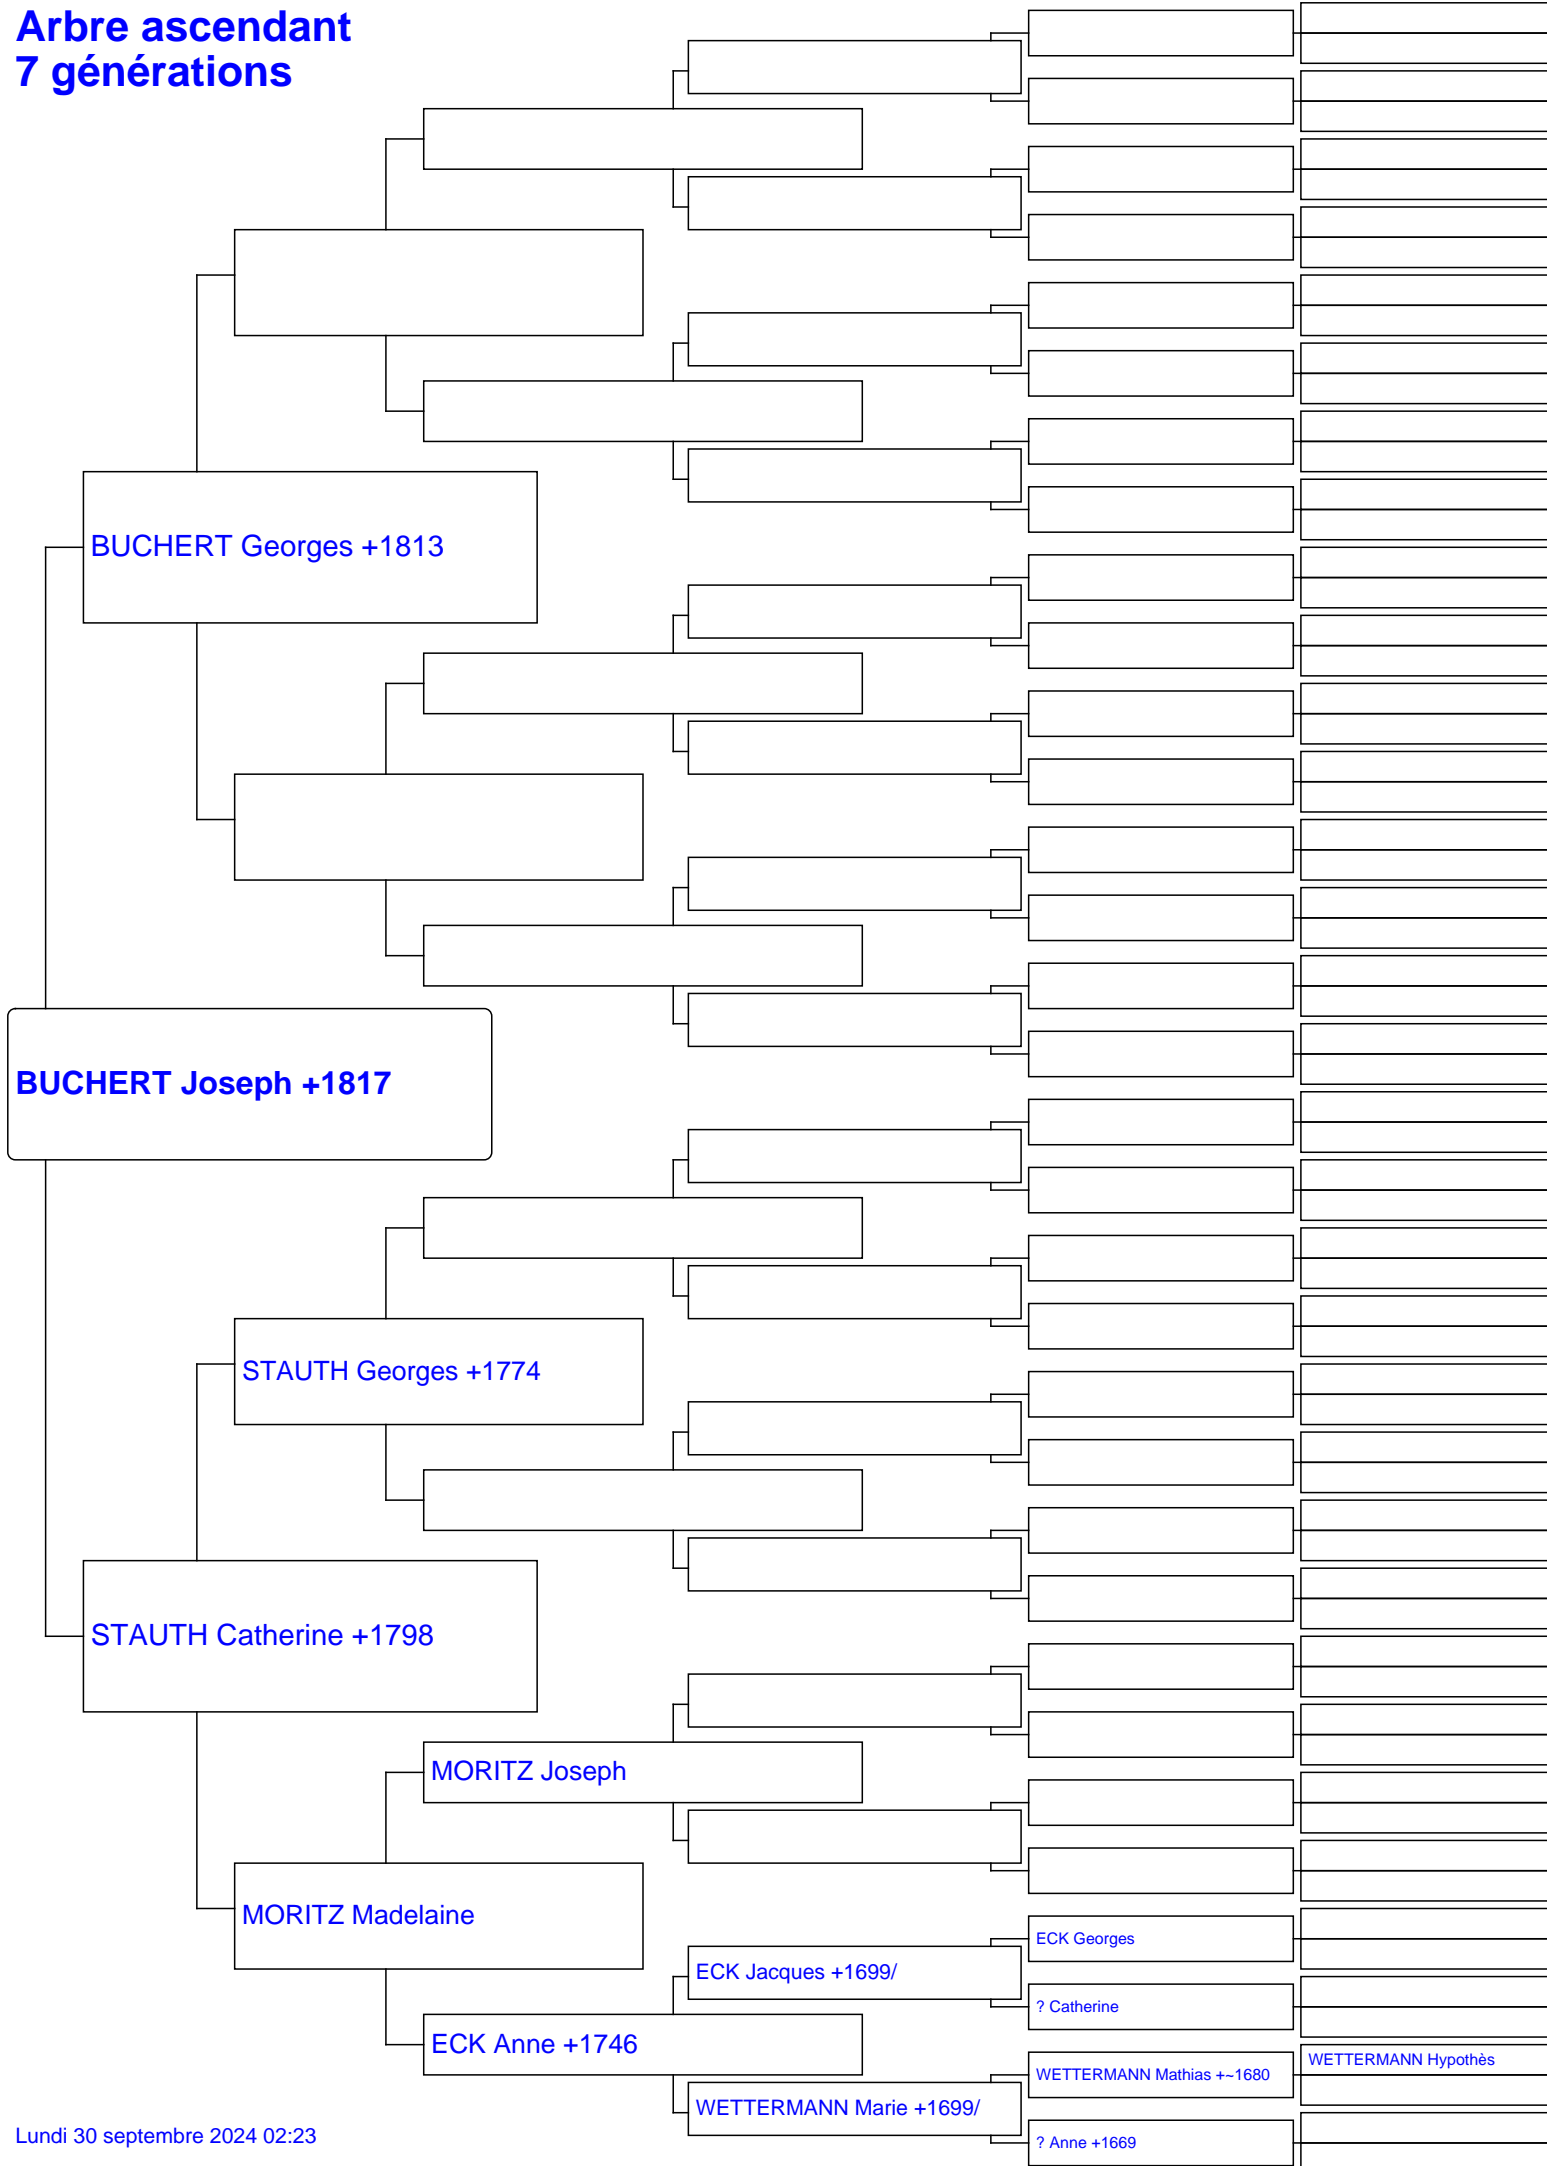 Arbre ascendant
7 générations
BUCHERT Georges +1813
BUCHERT Joseph +1817
STAUTH Georges +1774
STAUTH Catherine +1798
MORITZ Joseph
MORITZ Madelaine
ECK Georges
ECK Jacques +1699/
? Catherine
ECK Anne +1746
WETTERMANN Hypothès
WETTERMANN Mathias +~1680
WETTERMANN Marie +1699/
? Anne +1669
Lundi 30 septembre 2024 02:23